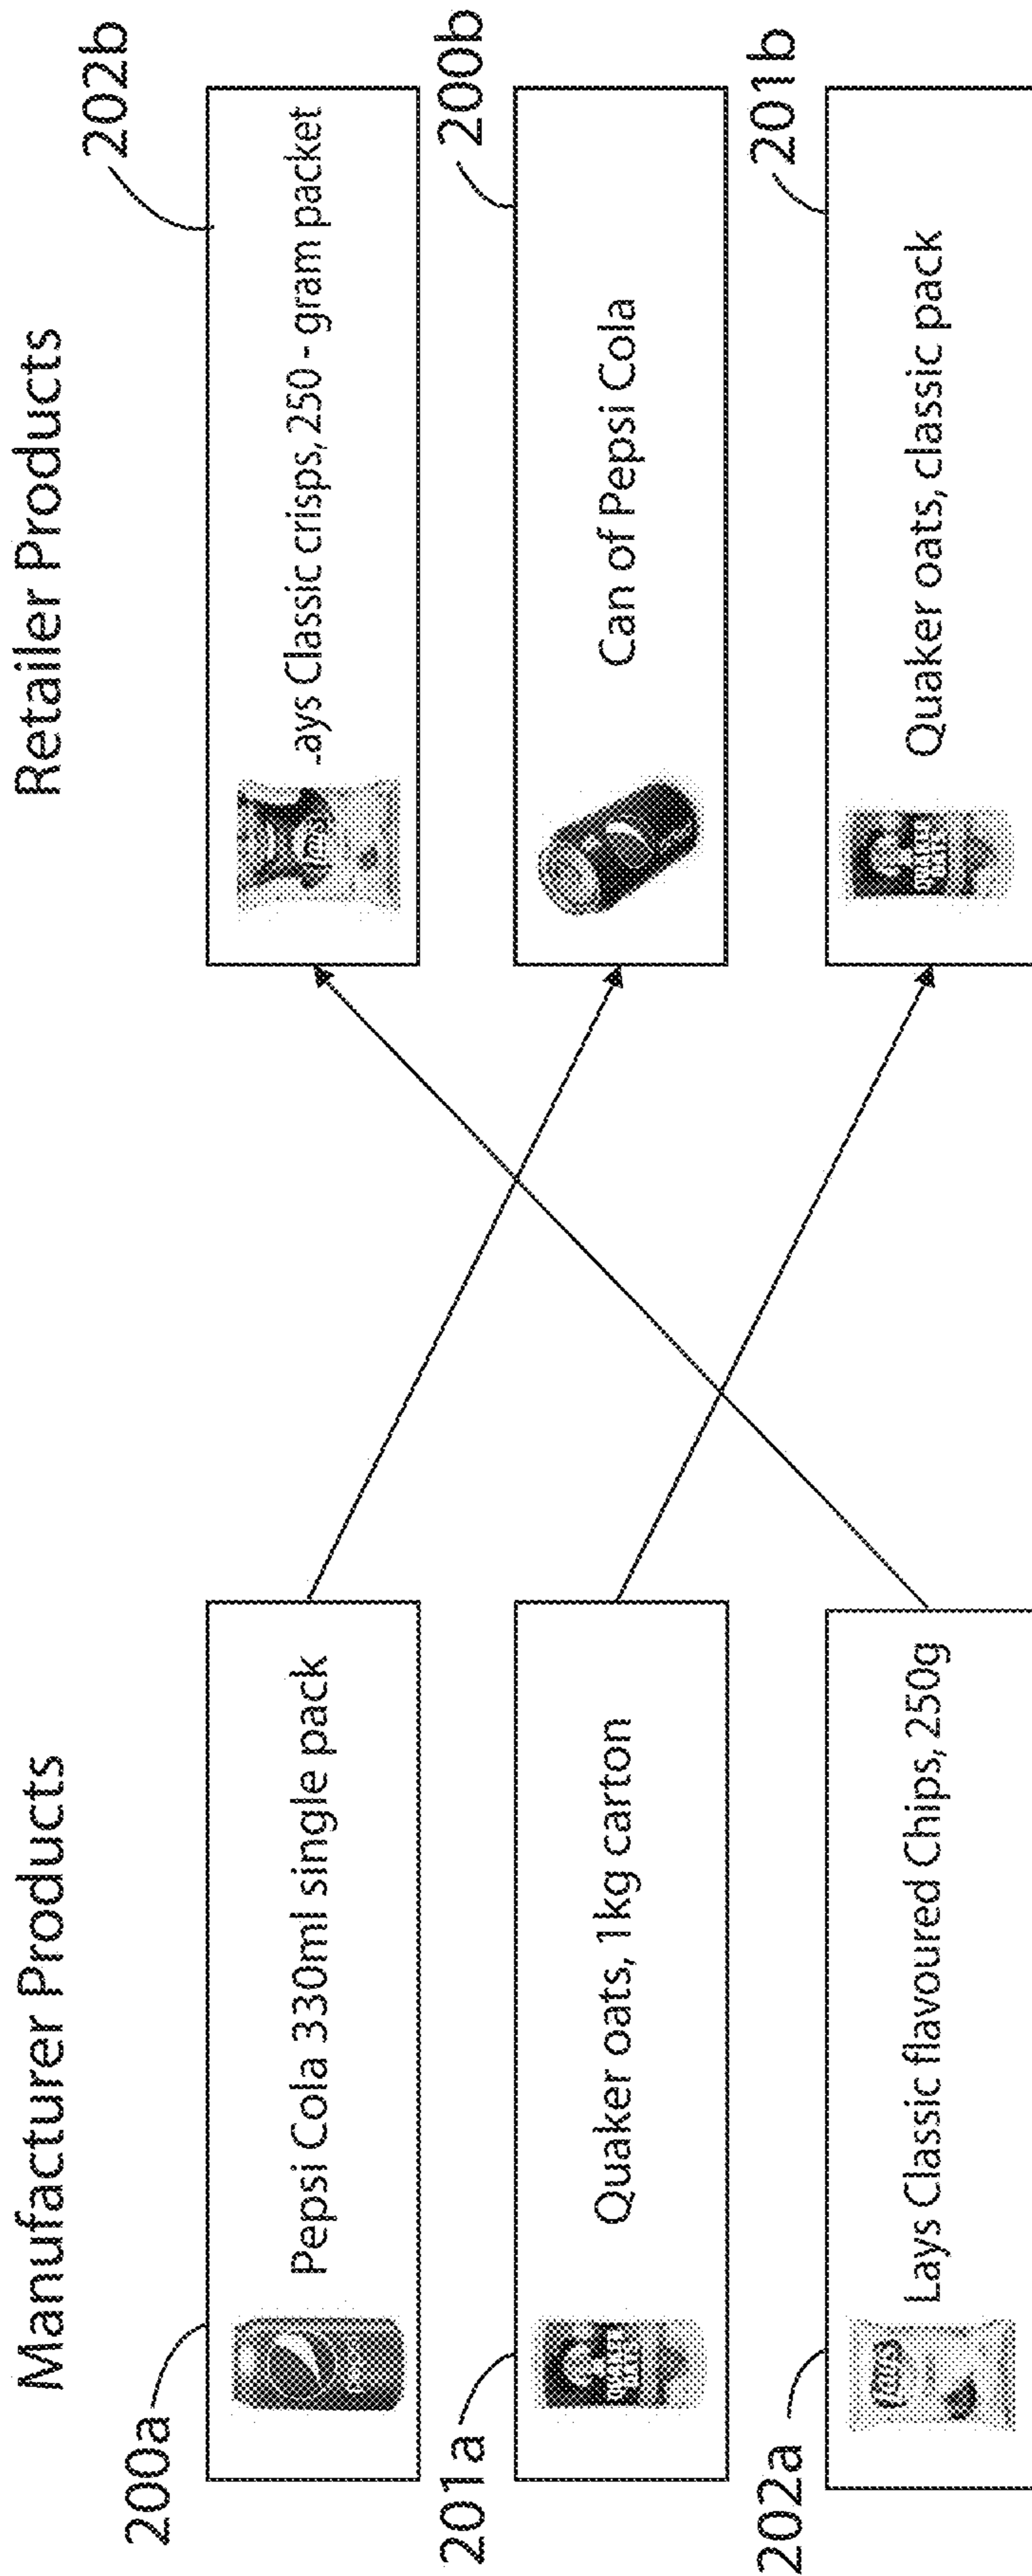 Manufacturer Products
Retailer Products
200a
Pepsi Cola 330ml single pack
202b
ays Classic crisps, 250 - gram packet
201a
Quaker oats, 1kg carton
200b
Can of Pepsi Cola
202a
Lays Classic flavoured Chips, 250g
201b
Quaker oats, classic pack